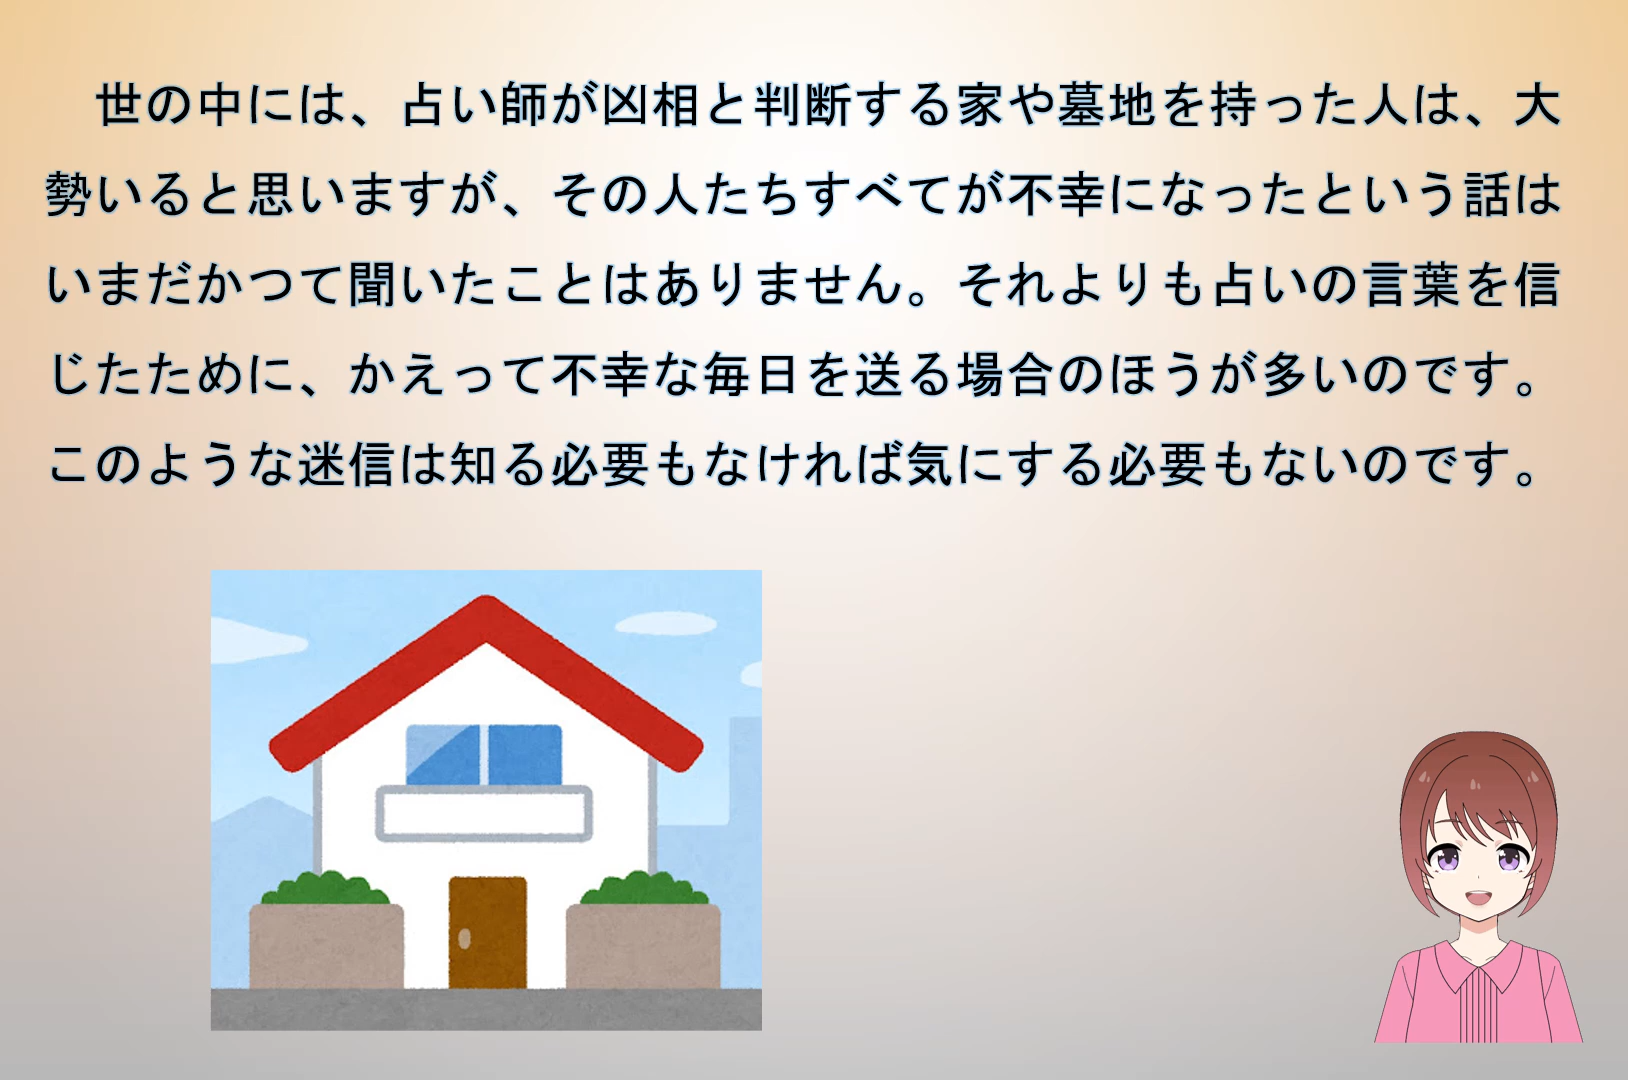 世の中には、占い師が凶相と判断する家や墓地を持った人は、大
勢いると思いますが、その人たちすべてが不幸になったという話は
いまだかつて聞いたことはありません。それよりも占いの言葉を信
じたために、かえって不幸な毎日を送る場合のほうが多いのです。
このような迷信は知る必要もなければ気にする必要もないのです。